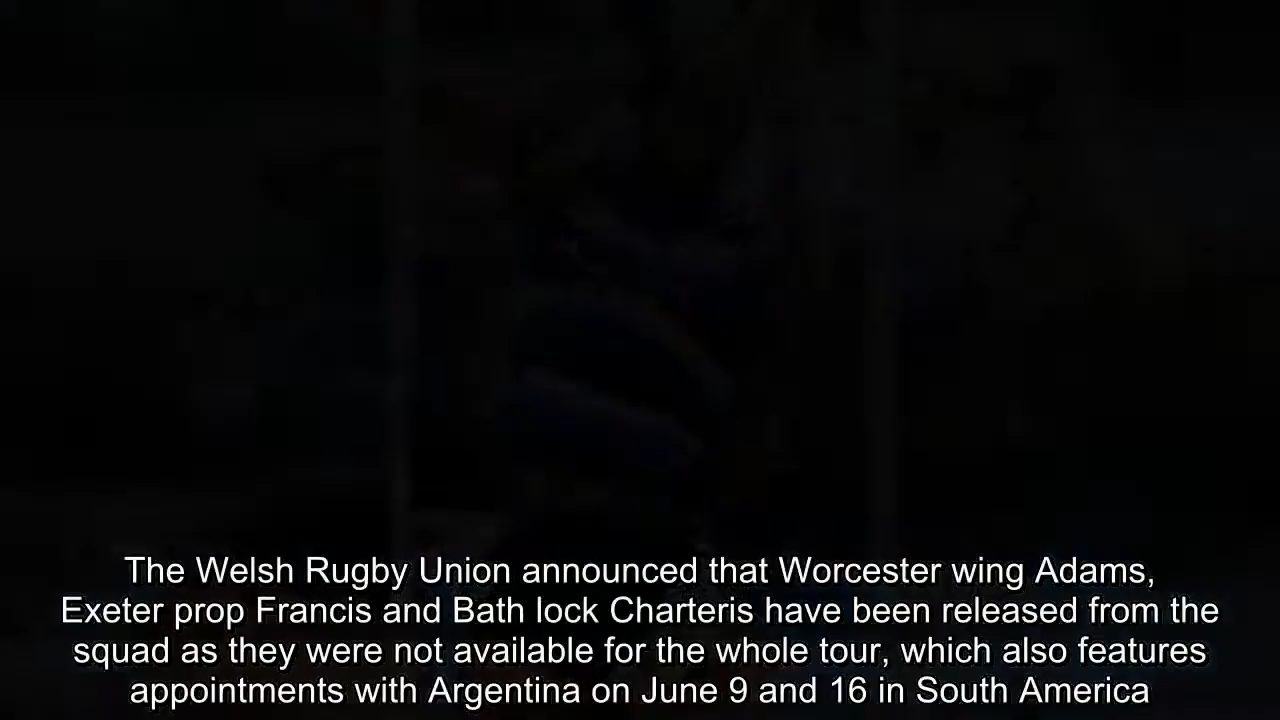 The Welsh Rugby Union announced that Worcester wing Adams,
Exeter prop Francis and Bath lock Charteris have been released from the
squad as they were not available for the whole tour, which also features
appointments with Argentina on June 9 and 16 in South America